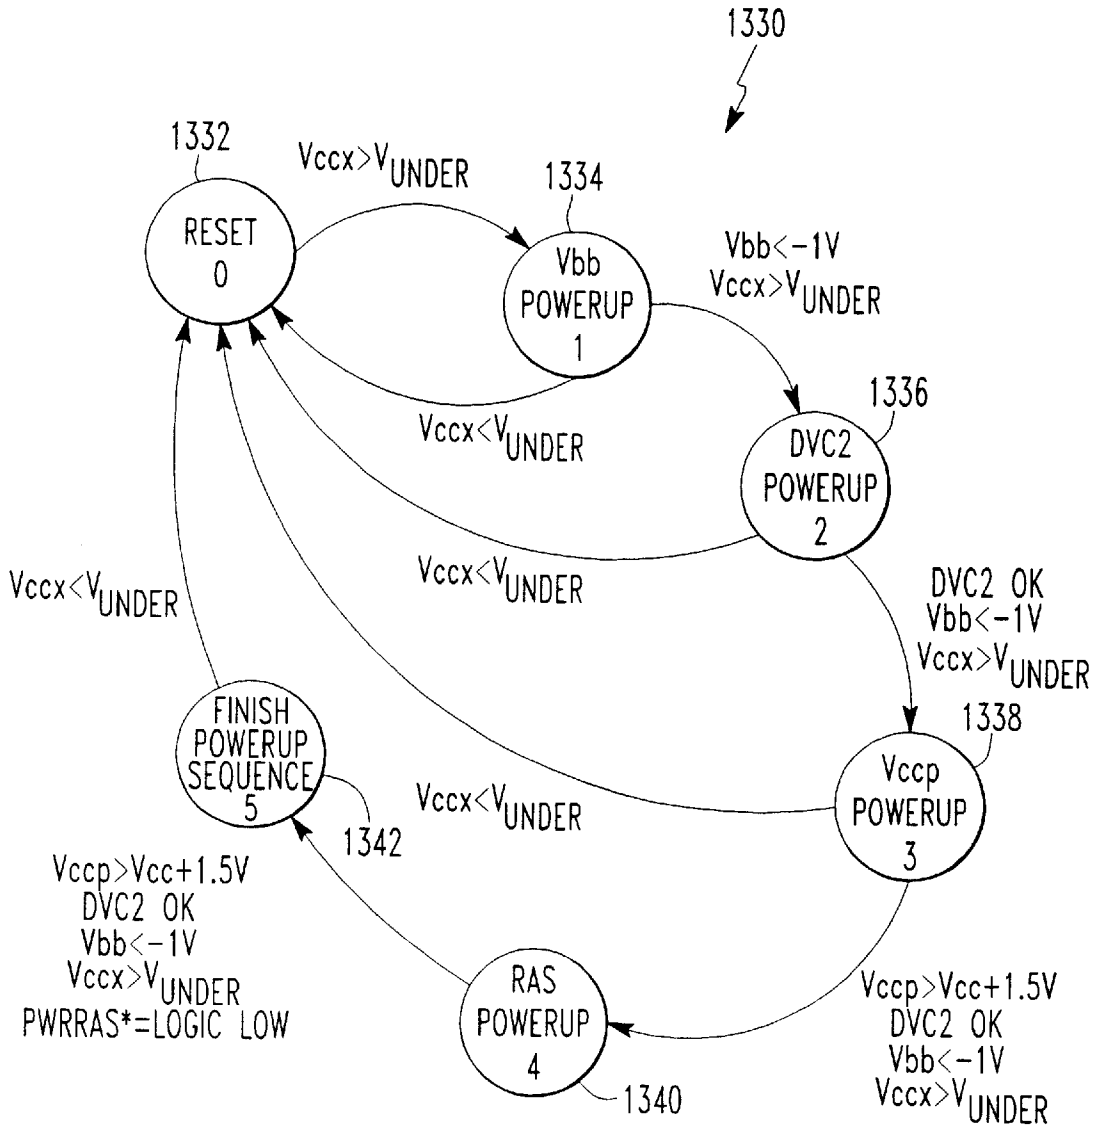 1330
1332
Vccx>VUNDER
1334
RESET
0
Vbb
POWERUP
1
Vbb<-1V
Vccx>VUNDER
1336
Vccx<VUNDER
DVC2
POWERUP
2
Vccx<VUNDER
Vccx<VUNDER
DVC2 OK
Vbb<-1V
Vccx>VUNDER
1338
FINISH
POWERUP
SEQUENCE
5
Vccx<VUNDER
Vccp
POWERUP
3
1342
Vccp>Vcc+1.5V
DVC2 OK
Vbb<-1V
Vccx>VUNDER
PWRRAS*=LOGIC LOW
RAS
POWERUP
4
Vccp>Vcc+1.5V
DVC2 OK
Vbb<-1V
Vccx>VUNDER
1340